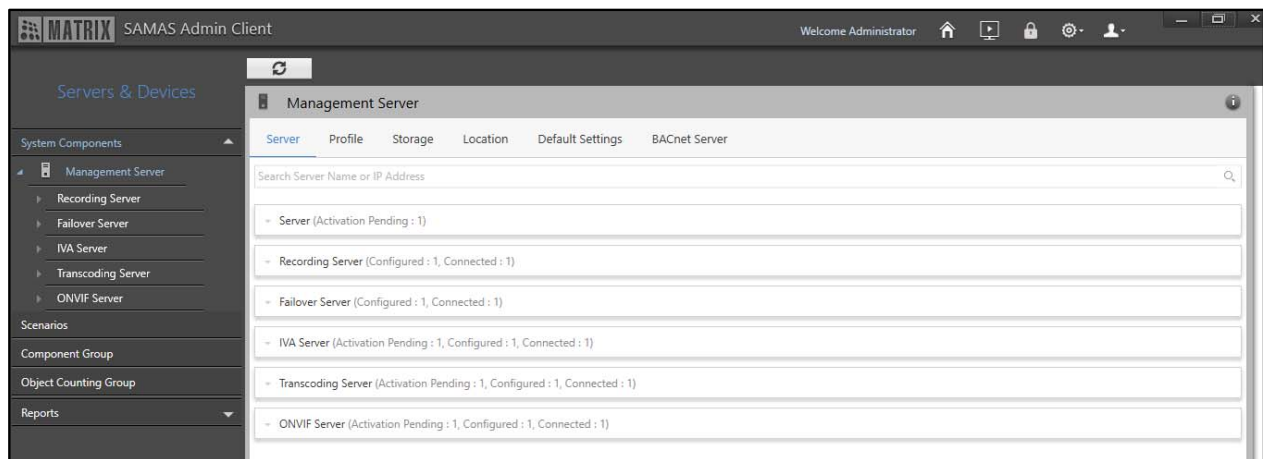 MATRIX SAMAS Admin Client
Welcome Administrator
Servers & Devices
System Components
Management Server
Recording Server
Failover Server
IVA Server
Transcoding Server
ONVIF Server
Scenarios
Component Group
Object Counting Group
Reports
Management Server
Server Profile Storage Location Default Settings BACnet Server
Search Server Name or IP Address
Server (Activation Pending : 1)
Recording Server (Configured : 1, Connected : 1)
Failover Server (Configured : 1, Connected : 1)
IVA Server (Activation Pending : 1, Configured : 1, Connected : 1)
Transcoding Server (Activation Pending : 1, Configured : 1, Connected : 1)
ONVIF Server (Activation Pending : 1, Configured : 1, Connected : 1)